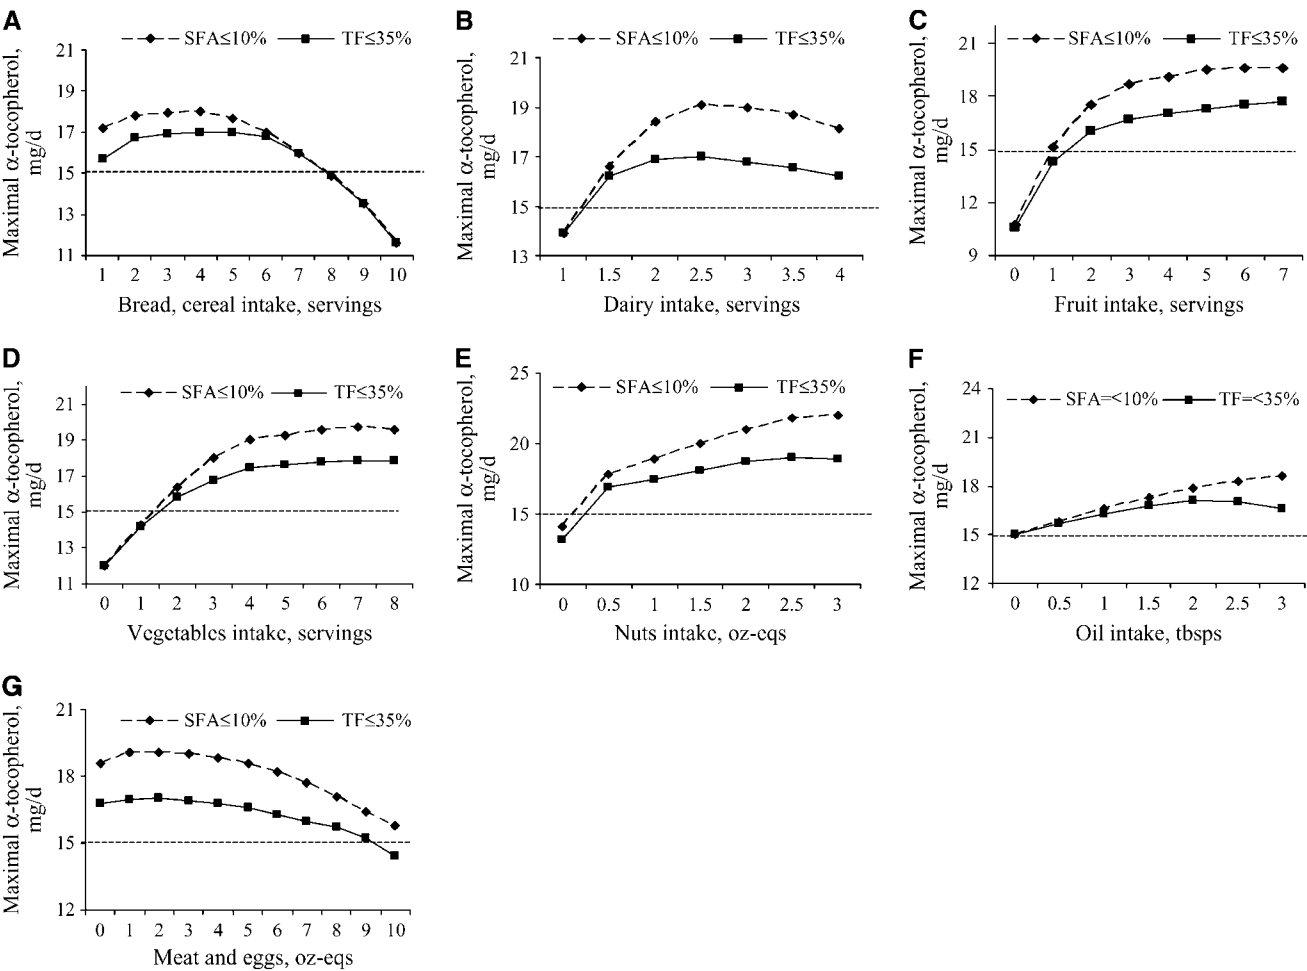 A
SFA≤10% TF≤35%
Maximal α-tocopherol,
mg/d
21
19
17
15
13
11
1 2 3 4 5 6 7 8 9 10
Bread, cereal intake, servings
B
SFA≤10% TF≤35%
Maximal α-tocopherol,
mg/d
21
19
17
15
13
1 1.5 2 2.5 3 3.5 4
Dairy intake, servings
C
SFA≤10% TF≤35%
Maximal α-tocopherol,
mg/d
21
18
15
12
9
0 1 2 3 4 5 6 7
Fruit intake, servings
D
SFA≤10% TF≤35%
Maximal α-tocopherol,
mg/d
21
19
17
15
13
11
0 1 2 3 4 5 6 7 8
Vegetables intake, servings
E
SFA≤10% TF≤35%
Maximal α-tocopherol,
mg/d
25
20
15
10
0 0.5 1 1.5 2 2.5 3
Nuts intake, oz-eqs
F
SFA=<10% TF=<35%
Maximal α-tocopherol,
mg/d
24
21
18
15
12
0 0.5 1 1.5 2 2.5 3
Oil intake, tbsps
G
SFA≤10% TF≤35%
Maximal α-tocopherol,
mg/d
21
18
15
12
0 1 2 3 4 5 6 7 8 9 10
Meat and eggs, oz-eqs